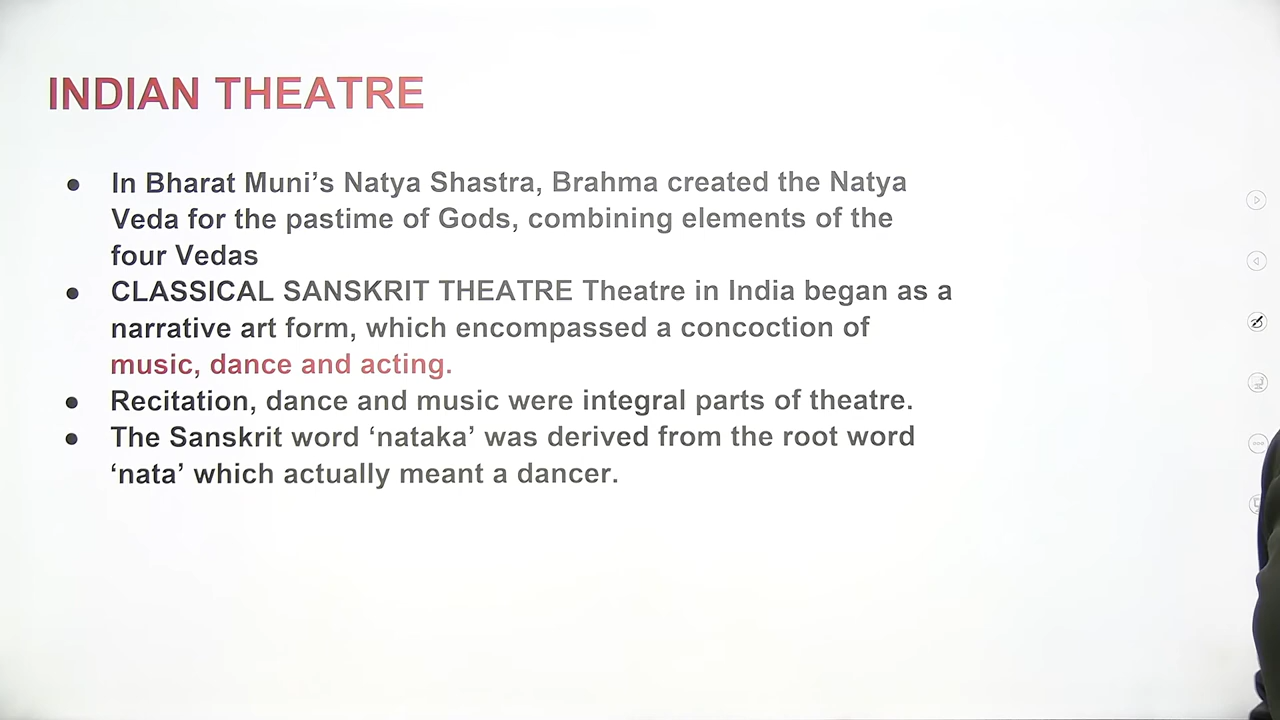 INDIAN THEATRE
● In Bharat Muni’s Natya Shastra, Brahma created the Natya
Veda for the pastime of Gods, combining elements of the
four Vedas
● CLASSICAL SANSKRIT THEATRE Theatre in India began as a
narrative art form, which encompassed a concoction of
music, dance and acting.
● Recitation, dance and music were integral parts of theatre.
● The Sanskrit word ‘nataka’ was derived from the root word
‘nata’ which actually meant a dancer.